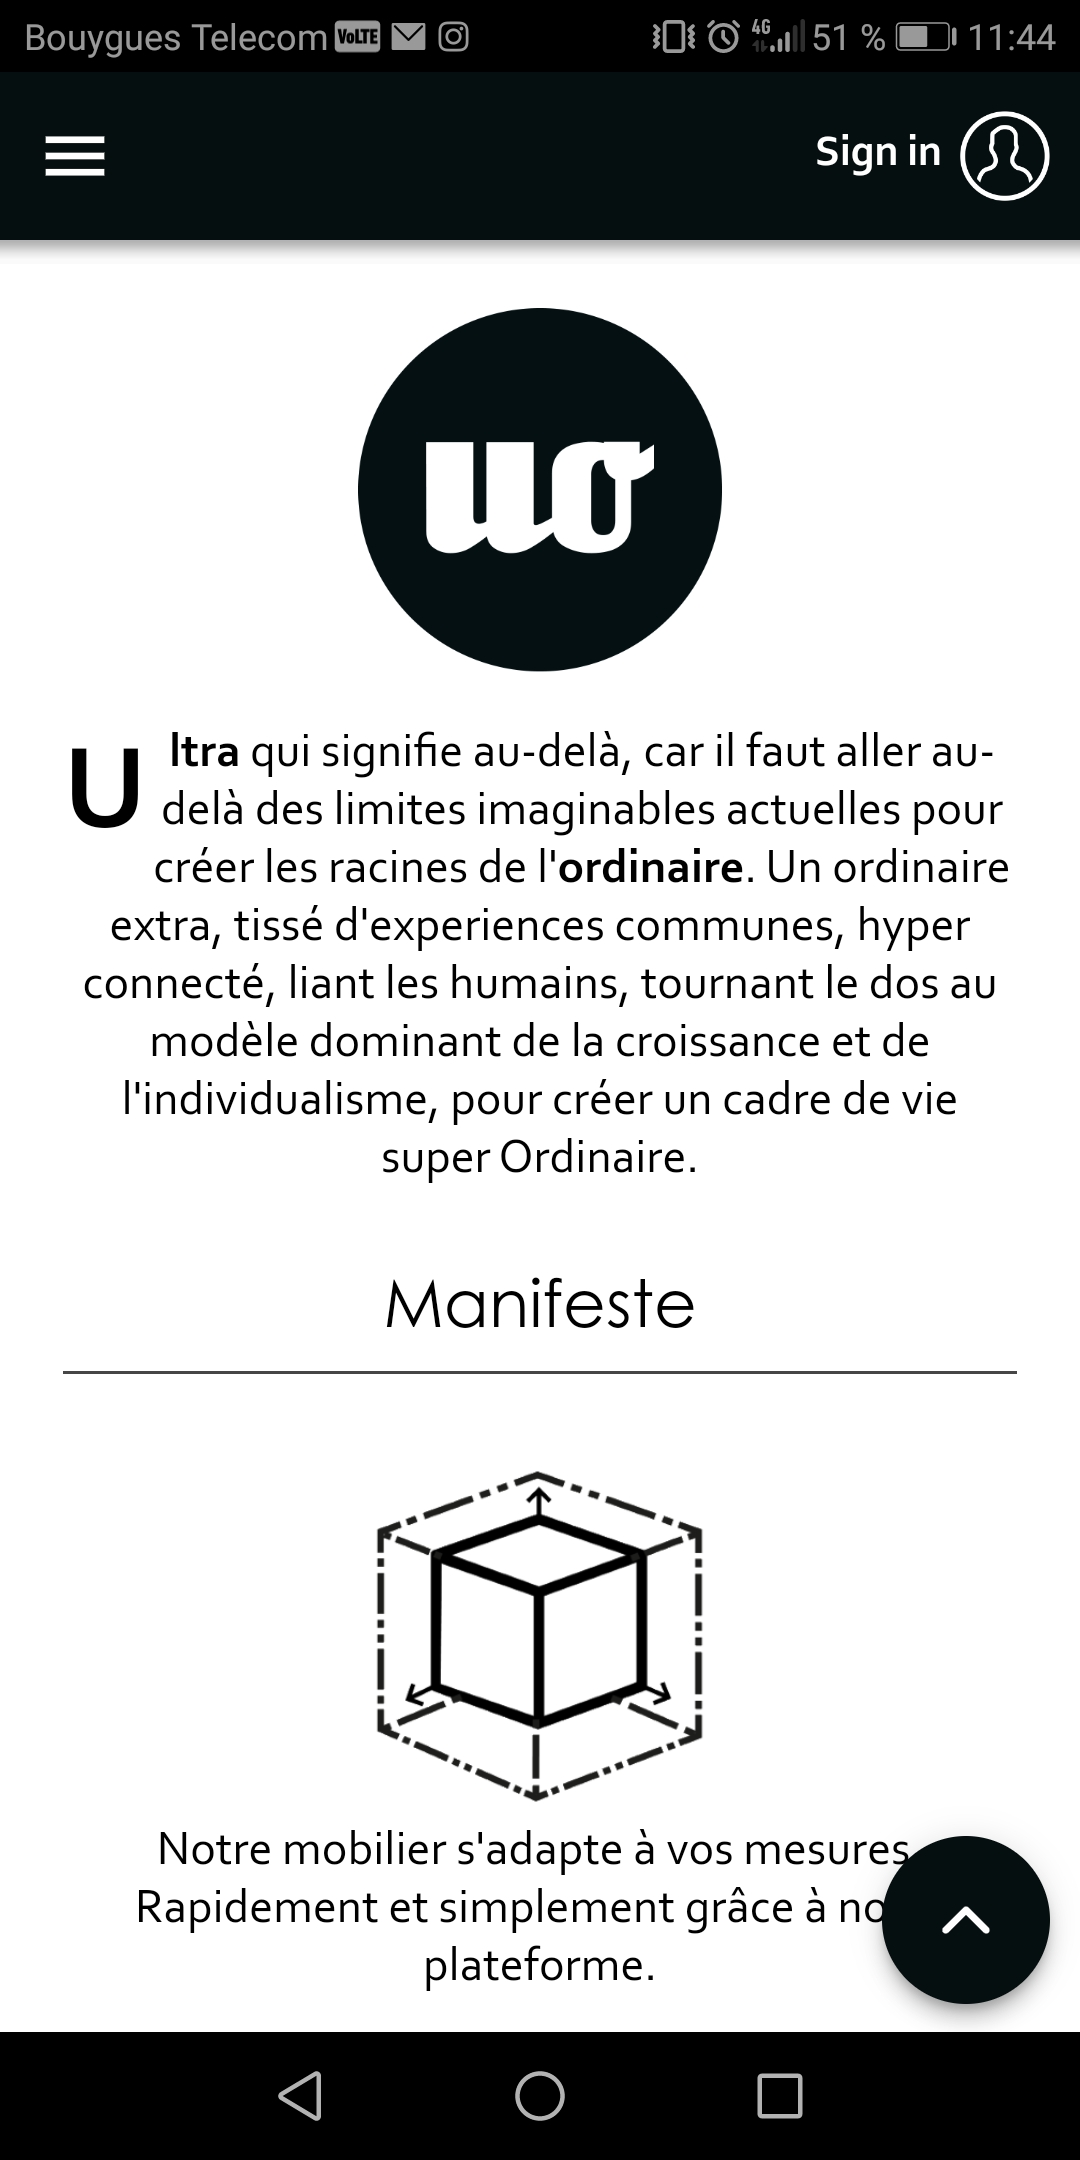 Bouygues Telecom VoLTE 4G 51 % 11:44
Sign in
uo
Ultra qui signifie au-delà, car il faut aller au-
delà des limites imaginables actuelles pour
créer les racines de l'ordinaire. Un ordinaire
extra, tissé d'experiences communes, hyper
connecté, liant les humains, tournant le dos au
modèle dominant de la croissance et de
l'individualisme, pour créer un cadre de vie
super Ordinaire.
Manifeste
Notre mobilier s'adapte à vos mesures
Rapidement et simplement grâce à
plateforme.